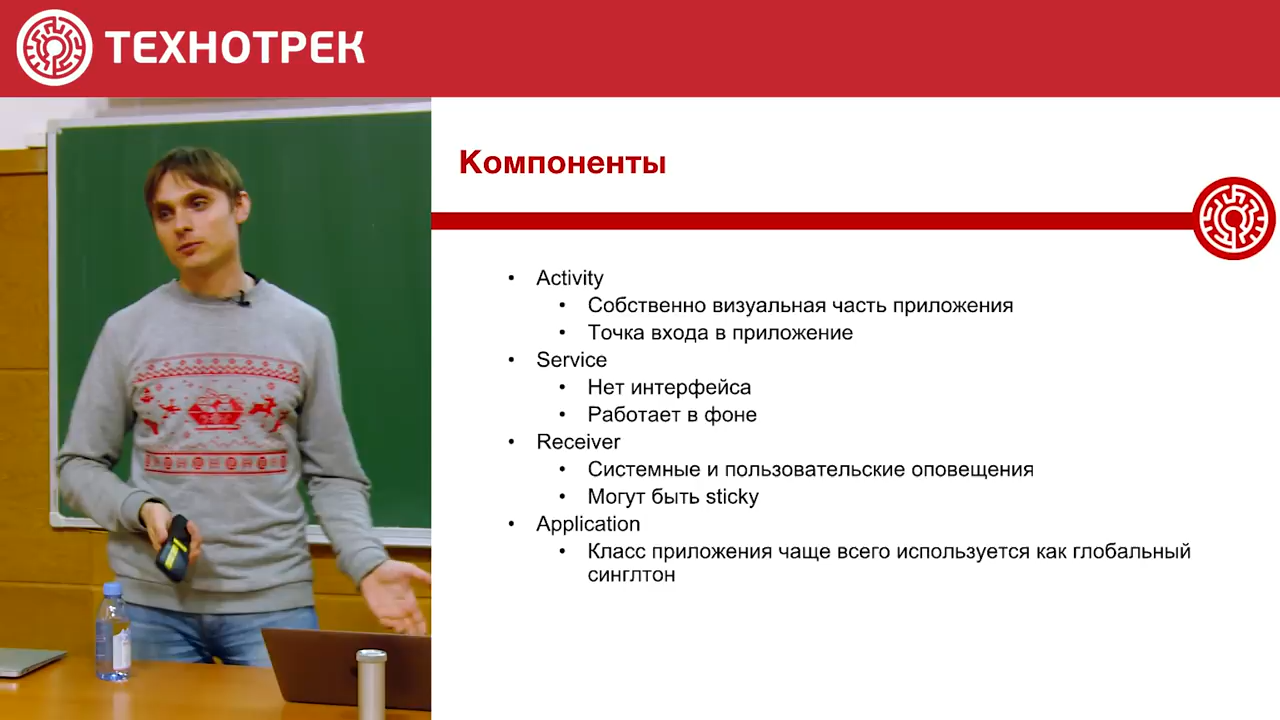 ТЕХНОТРЕК
Компоненты
• Activity
• Собственно визуальная часть приложения
• Точка входа в приложение
• Service
• Нет интерфейса
• Работает в фоне
• Receiver
• Системные и пользовательские оповещения
• Могут быть sticky
• Application
• Класс приложения чаще всего используется как глобальный
синглтон